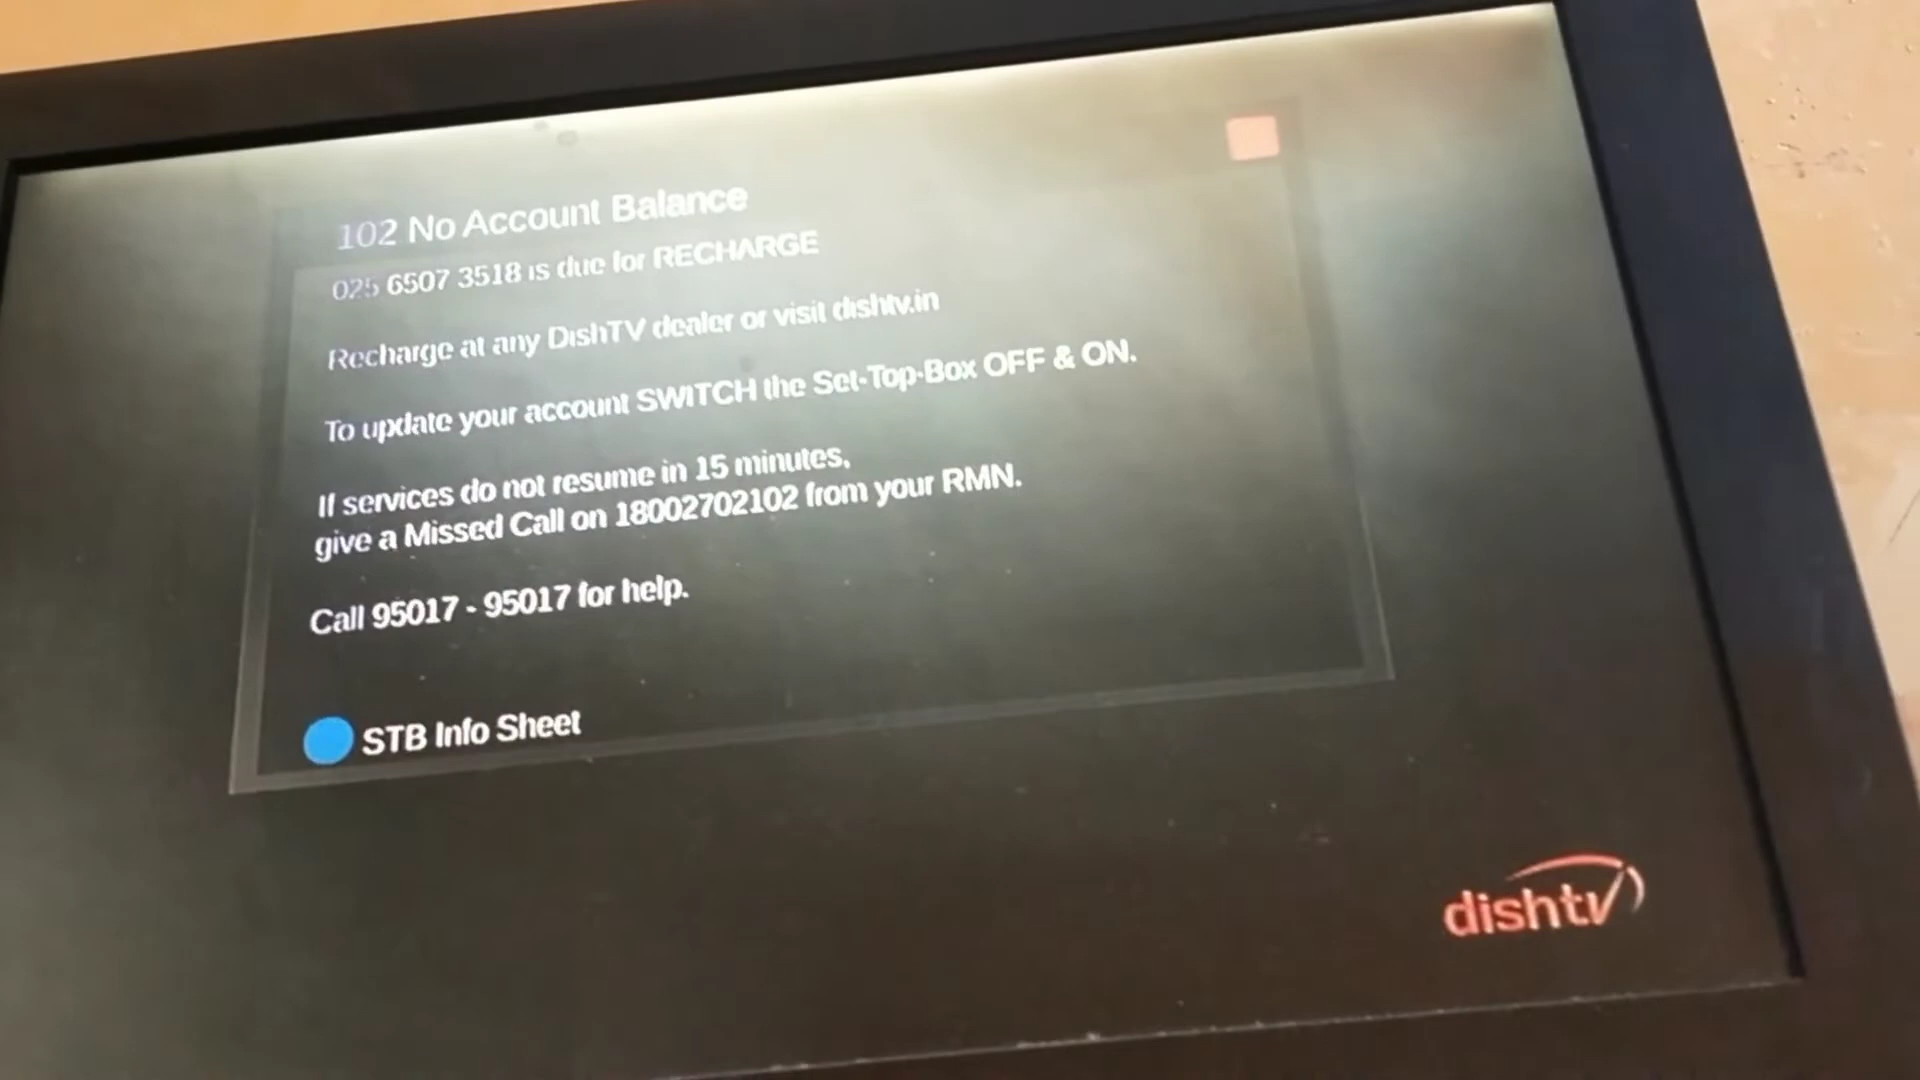 102 No Account Balance
025 6507 3518 is due for RECHARGE
Recharge at any DishTV dealer or visit dishtv.in
To update your account SWITCH the Set-Top-Box OFF & ON.
If services do not resume in 15 minutes,
give a Missed Call on 18002702102 from your RMN.
Call 95017 - 95017 for help.
STB Info Sheet
dishtv